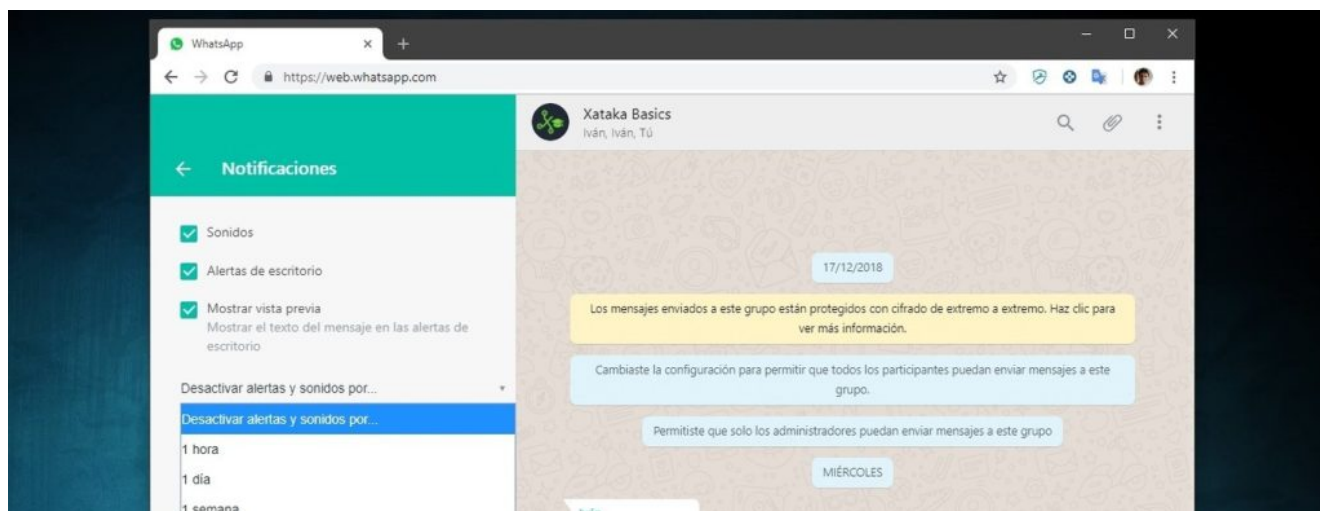 WhatsApp
https://web.whatsapp.com
Notificaciones
Sonidos
Alertas de escritorio
Mostrar vista previa
Mostrar el texto del mensaje en las alertas de
escritorio
Desactivar alertas y sonidos por...
Desactivar alertas y sonidos por...
1 hora
1 día
1 semana
Xataka Basics
Iván, Iván, Tú
17/12/2018
Los mensajes enviados a este grupo están protegidos con cifrado de extremo a extremo. Haz clic para
ver más información.
Cambiaste la configuración para permitir que todos los participantes puedan enviar mensajes a este
grupo.
Permitiste que solo los administradores puedan enviar mensajes a este grupo
MIÉRCOLES